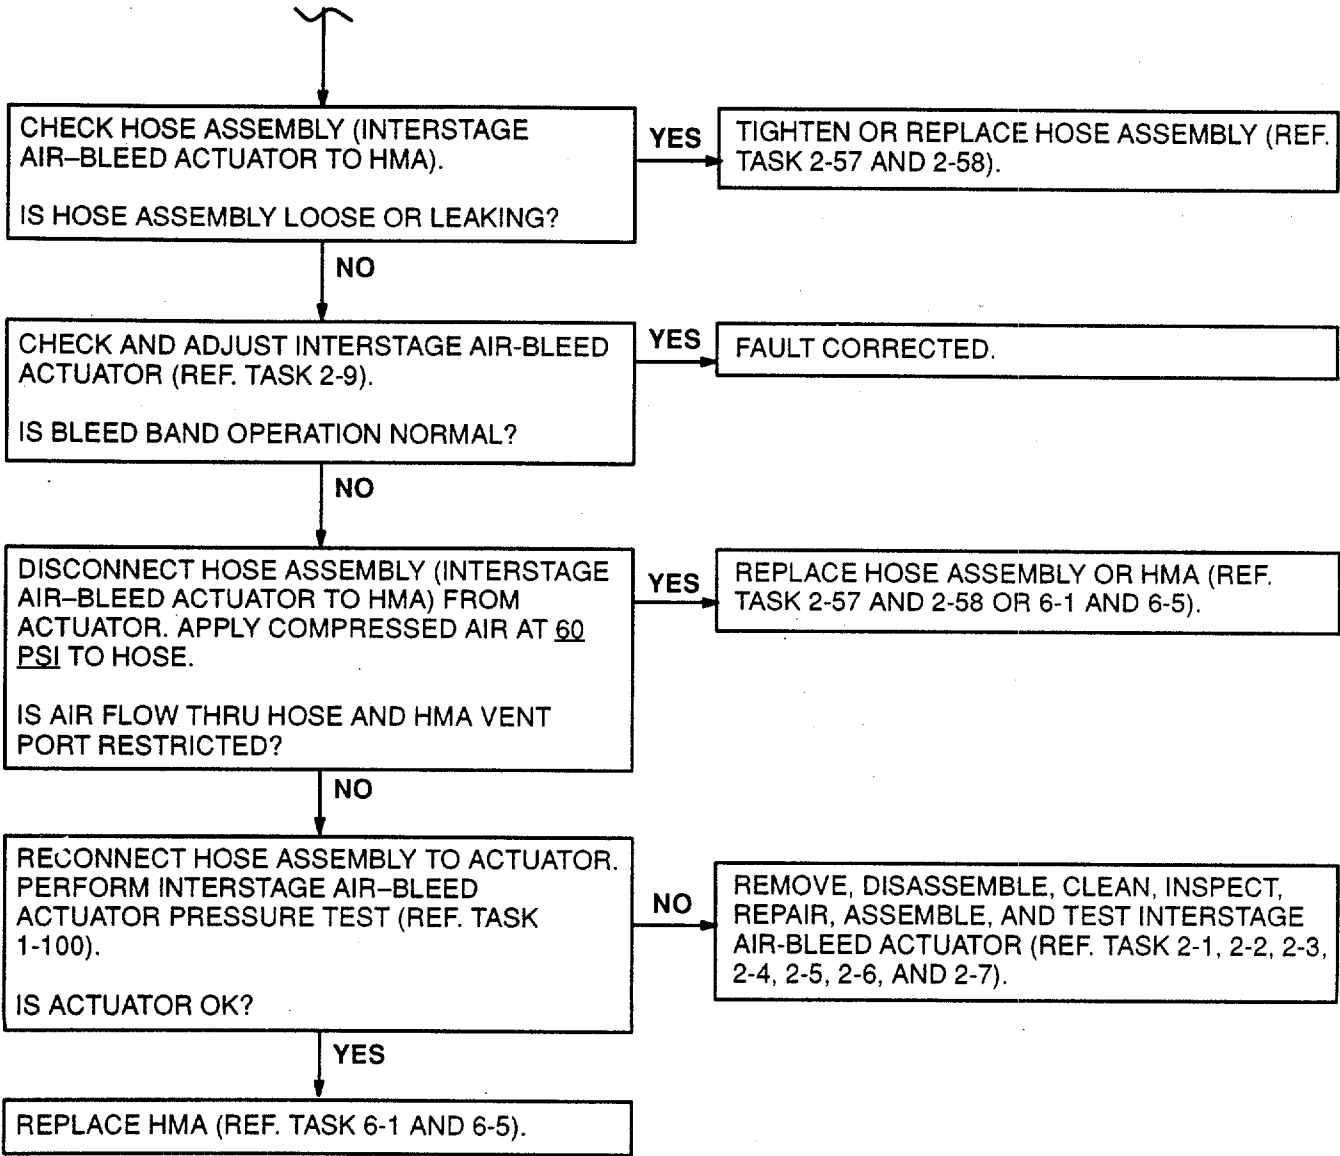 CHECK HOSE ASSEMBLY (INTERSTAGE
AIR–BLEED ACTUATOR TO HMA).
IS HOSE ASSEMBLY LOOSE OR LEAKING?
YES
TIGHTEN OR REPLACE HOSE ASSEMBLY (REF.
TASK 2-57 AND 2-58).
NO
CHECK AND ADJUST INTERSTAGE AIR-BLEED
ACTUATOR (REF. TASK 2-9).
IS BLEED BAND OPERATION NORMAL?
YES
FAULT CORRECTED.
NO
DISCONNECT HOSE ASSEMBLY (INTERSTAGE
AIR–BLEED ACTUATOR TO HMA) FROM
ACTUATOR. APPLY COMPRESSED AIR AT 60
PSI TO HOSE.
IS AIR FLOW THRU HOSE AND HMA VENT
PORT RESTRICTED?
YES
REPLACE HOSE ASSEMBLY OR HMA (REF.
TASK 2-57 AND 2-58 OR 6-1 AND 6-5).
NO
RECONNECT HOSE ASSEMBLY TO ACTUATOR.
PERFORM INTERSTAGE AIR–BLEED
ACTUATOR PRESSURE TEST (REF. TASK
1-100).
IS ACTUATOR OK?
NO
REMOVE, DISASSEMBLE, CLEAN, INSPECT,
REPAIR, ASSEMBLE, AND TEST INTERSTAGE
AIR-BLEED ACTUATOR (REF. TASK 2-1, 2-2, 2-3,
2-4, 2-5, 2-6, AND 2-7).
YES
REPLACE HMA (REF. TASK 6-1 AND 6-5).